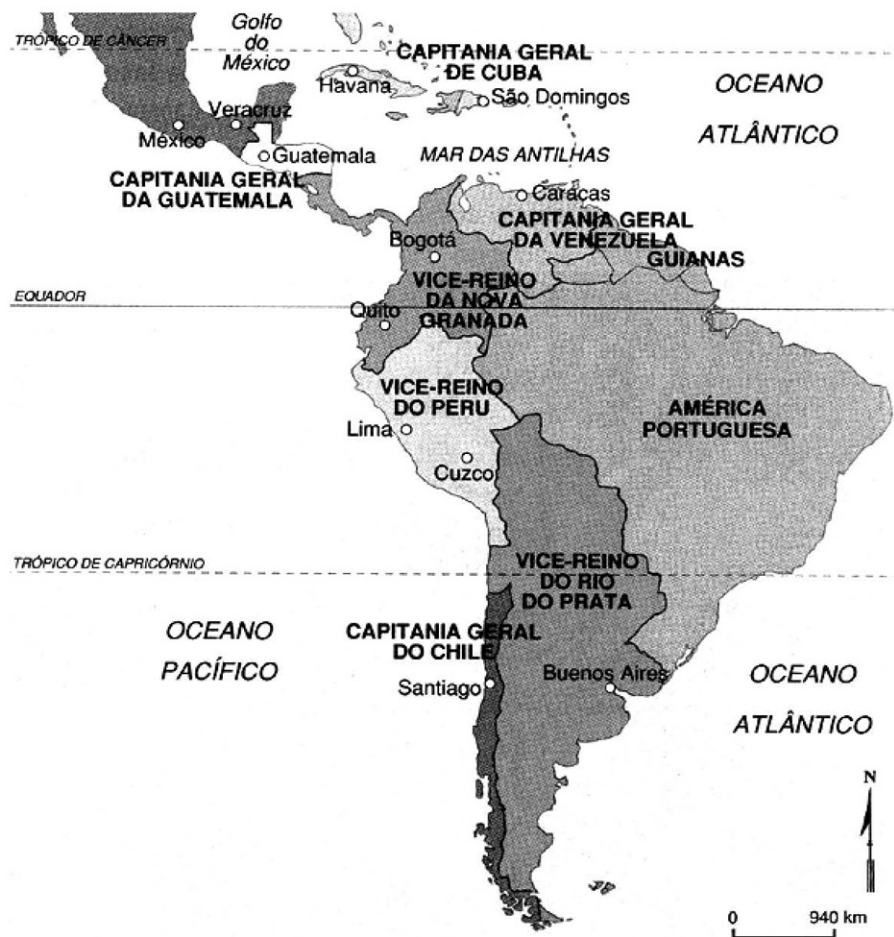 Golfo
do
México
TRÓPICO DE CÂNCER
CAPITANIA GERAL
DE CUBA
Havana
São Domingos
OCEANO
ATLÂNTICO
Veracruz
México
Guatemala
MAR DAS ANTILHAS
CAPITANIA GERAL
DA GUATEMALA
Caracas
CAPITANIA GERAL
DA VENEZUELA
GUIANAS
Bogotá
VICE-REINO
DA NOVA
GRANADA
EQUADOR
Quito
VICE-REINO
DO PERU
Lima
Cuzco
AMÉRICA
PORTUGUESA
TRÓPICO DE CAPRICÓRNIO
VICE-REINO
DO RIO
DO PRATA
OCEANO
PACÍFICO
CAPITANIA GERAL
DO CHILE
Santiago
Buenos Aires
OCEANO
ATLÂNTICO
N
0 940 km